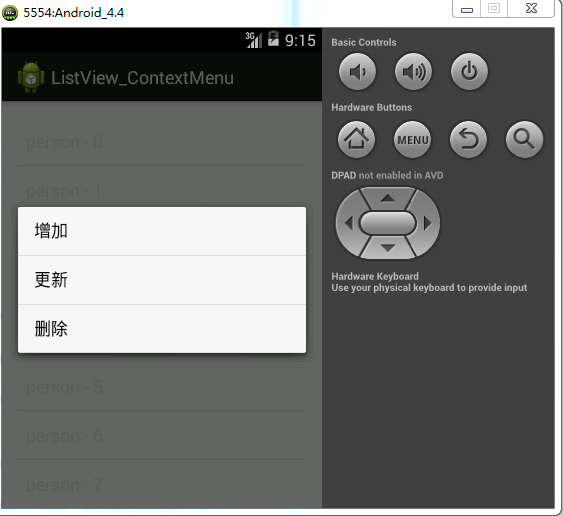 5554:Android_4.4
3G 9:15
ListView_ContextMenu
person - 0
person - 1
增加
更新
删除
person - 5
person - 6
person - 7
Basic Controls
Hardware Buttons
MENU
DPAD not enabled in AVD
Hardware Keyboard
Use your physical keyboard to provide input